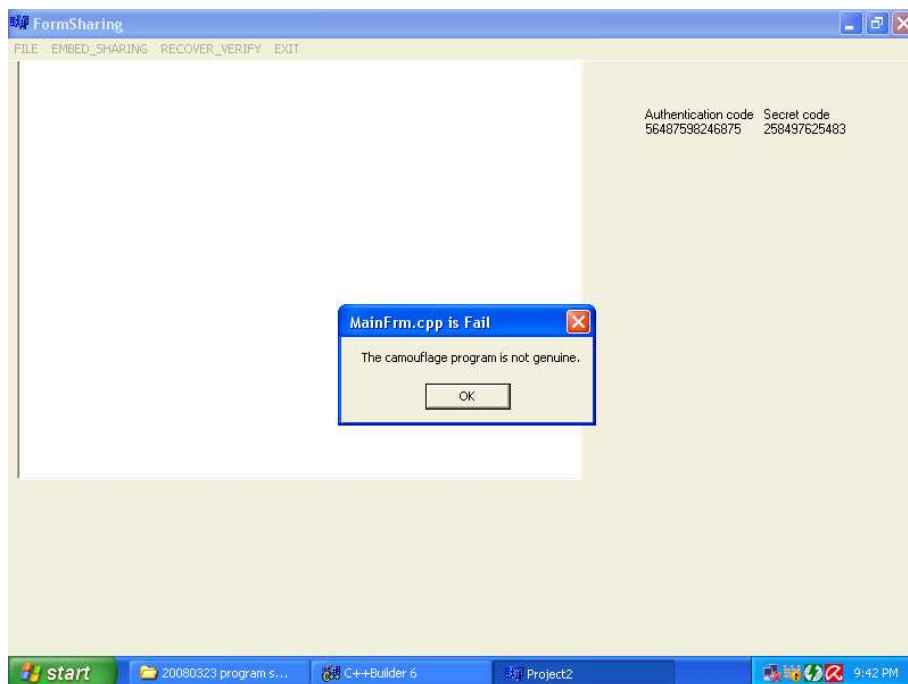 FormSharing
FILE EMBED_SHARING RECOVER_VERIFY EXIT
Authentication code Secret code
56487598246875 258497625483
MainFrm.cpp is Fail
The camouflage program is not genuine.
OK
start 20080323 program s... C++Builder 6 Project2 9:42 PM